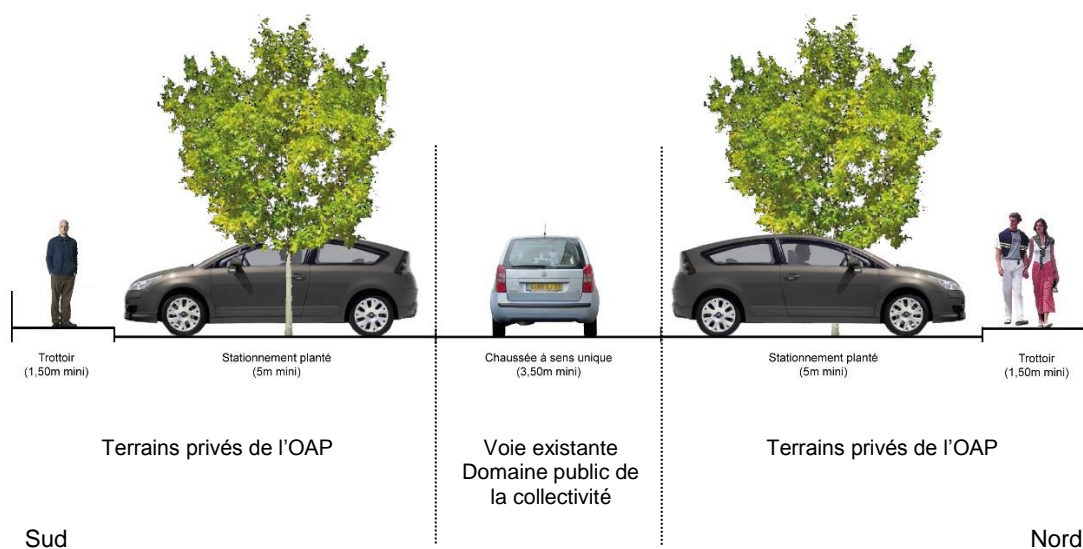 Trottoir
(1,50m mini)
Stationnement planté
(5m mini)
Chaussée à sens unique
(3,50m mini)
Stationnement planté
(5m mini)
Trottoir
(1,50m mini)
Terrains privés de l'OAP
Voie existante
Domaine public de
la collectivité
Terrains privés de l'OAP
Sud
Nord